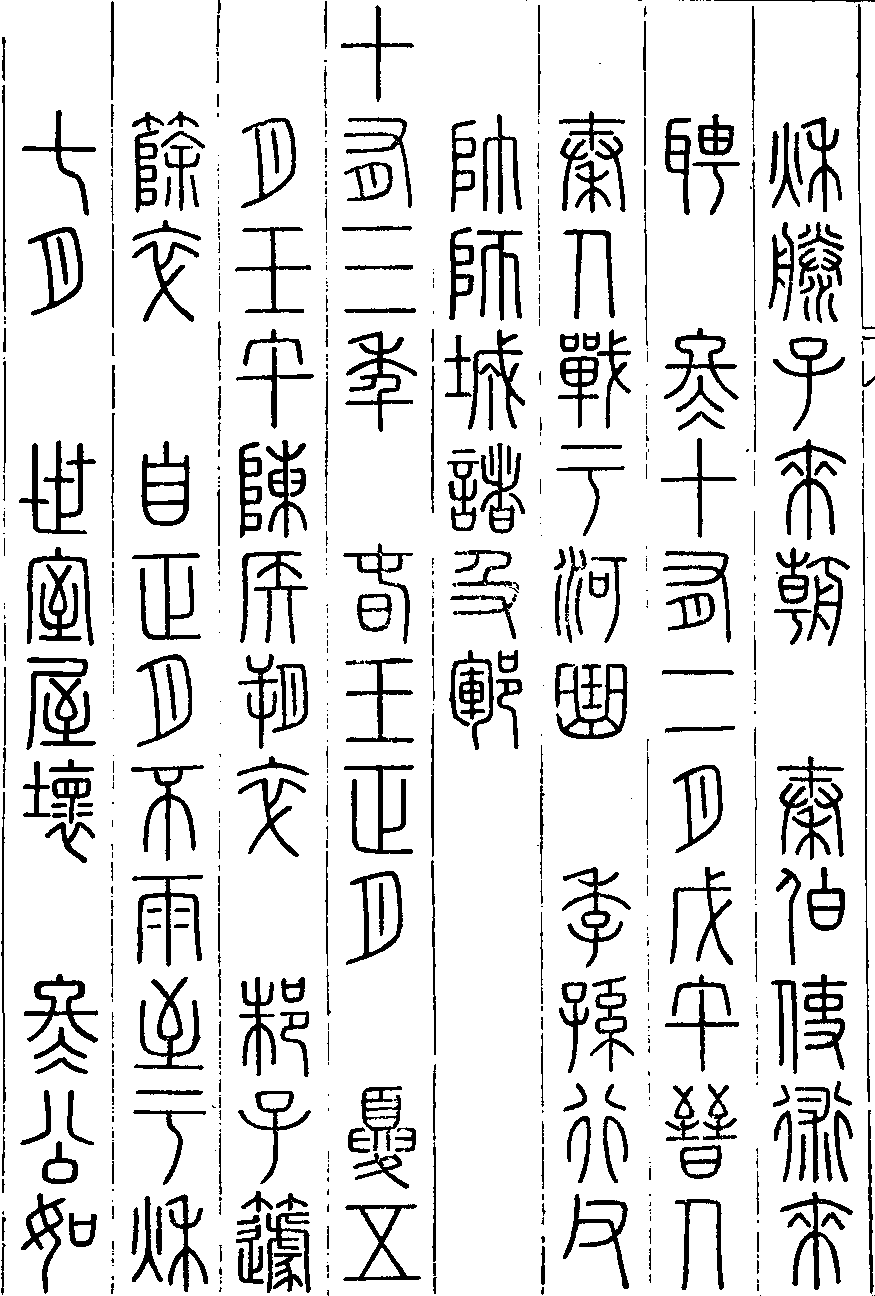 秋滕子來朝　秦伯使術來
聘　冬十有二月戊午晉人
秦人戰于河曲　季孫行父
帥師城諸及鄆
十有三年　春王正月　夏五
月壬午陳侯朔卒　邾子籧
篨卒　自正月不雨至于秋
七月　世室屋壞　冬公如